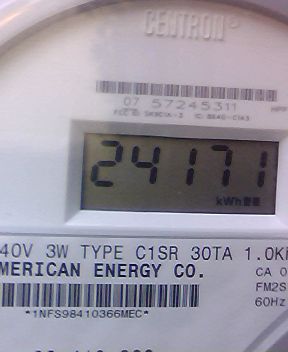 CENTRON®
07 57245311
24171
kWh
40V 3W TYPE C1SR 30TA 1.0K
MERICAN ENERGY CO.
CA 0
FM2S
60Hz
*1NFS98410366MEC*